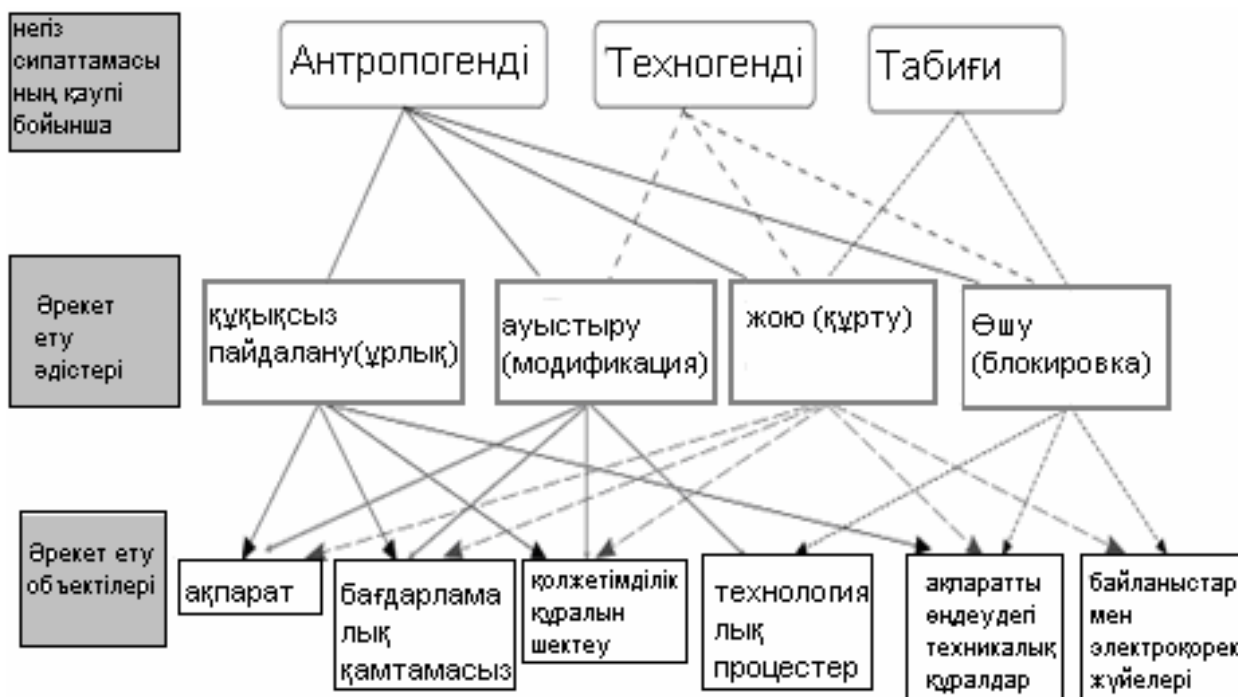 негіз
сипаттамасы
ның қаупі
бойынша
Антропогенді
Техногенді
Табиғи
Әрекет
ету
әдістері
құқықсыз
пайдалану(ұрлық)
ауыстыру
(модификация)
жою (құрту)
Өшу
(блокировка)
Әрекет ету
объектілері
ақпарат
бағдарлама
лық
қамтамасыз
қолжетімділік
құралын
шектеу
технология
лық
процестер
ақпаратты
өңдеудегі
техникалық
құралдар
байланыстар
мен
электроқорек
жүйелері